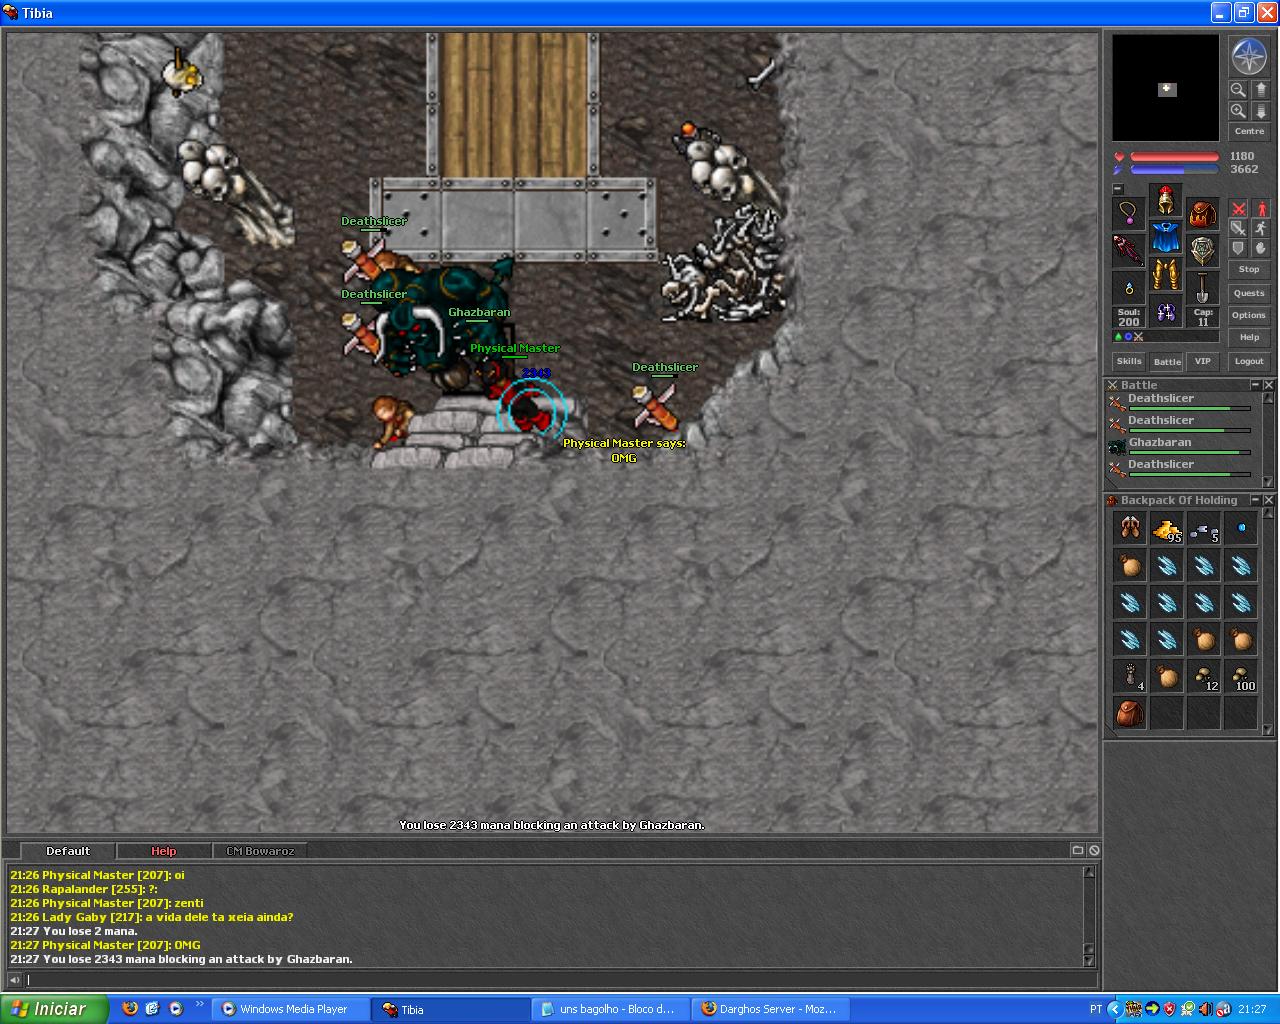 Tibia
Deathslicer
Deathslicer
Ghazbaran
Physical Master
2343
Deathslicer
Physical Master says:
OMG
You lose 2343 mana blocking an attack by Ghazbaran.
Centre
1180
3662
Soul:
200
Cap:
11
Stop
Quests
Options
Help
Skills
Battle
VIP
Logout
Battle
Deathslicer
Deathslicer
Ghazbaran
Deathslicer
Backpack Of Holding
95
5
4
12
100
Default
Help
CM Bowaroz
21:26 Physical Master [207]: oi
21:26 Rapalander [255]: ?:
21:26 Physical Master [207]: zenti
21:26 Lady Gaby [217]: a vida dele ta xeia ainda?
21:27 You lose 2 mana.
21:27 Physical Master [207]: OMG
21:27 You lose 2343 mana blocking an attack by Ghazbaran.
Iniciar
Windows Media Player
Tibia
uns bagolho - Bloco d...
Darghos Server - Moz...
PT
21:27